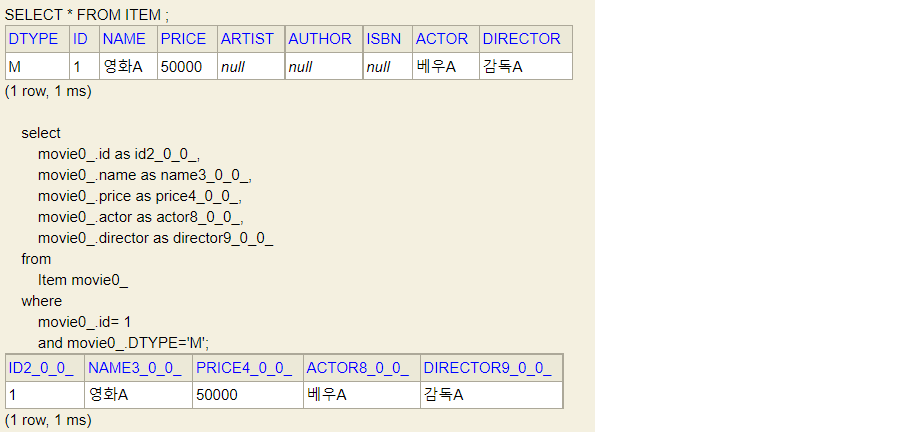 SELECT * FROM ITEM ;
DTYPE ID NAME PRICE ARTIST AUTHOR ISBN ACTOR DIRECTOR
M 1 영화A 50000 null null null 베우A 감독A
(1 row, 1 ms)
select
movie0_.id as id2_0_0_,
movie0_.name as name3_0_0_,
movie0_.price as price4_0_0_,
movie0_.actor as actor8_0_0_,
movie0_.director as director9_0_0_
from
Item movie0_
where
movie0_.id= 1
and movie0_.DTYPE='M';
ID2_0_0_ NAME3_0_0_ PRICE4_0_0_ ACTOR8_0_0_ DIRECTOR9_0_0_
1 영화A 50000 베우A 감독A
(1 row, 1 ms)